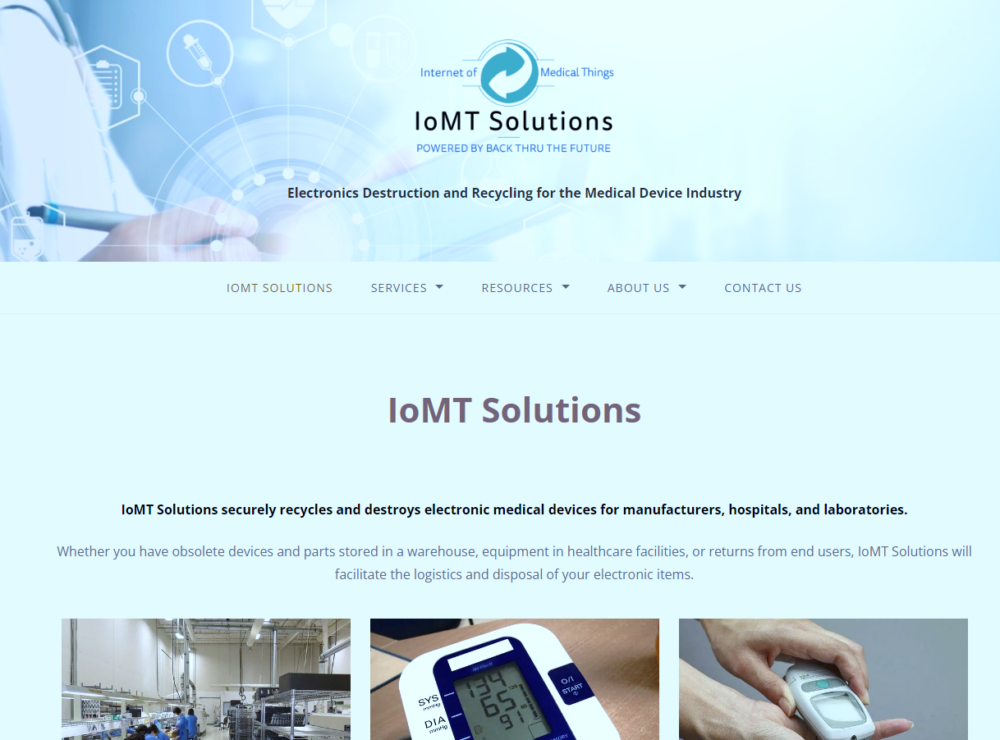 Internet of Medical Things
IoMT Solutions
POWERED BY BACK THRU THE FUTURE
Electronics Destruction and Recycling for the Medical Device Industry
IOMT SOLUTIONS SERVICES RESOURCES ABOUT US CONTACT US
IoMT Solutions
IoMT Solutions securely recycles and destroys electronic medical devices for manufacturers, hospitals, and laboratories.
Whether you have obsolete devices and parts stored in a warehouse, equipment in healthcare facilities, or returns from end users, IoMT Solutions will
facilitate the logistics and disposal of your electronic items.
134
SYS
mmHg
65
DIA
mmHg
91
O/I
START